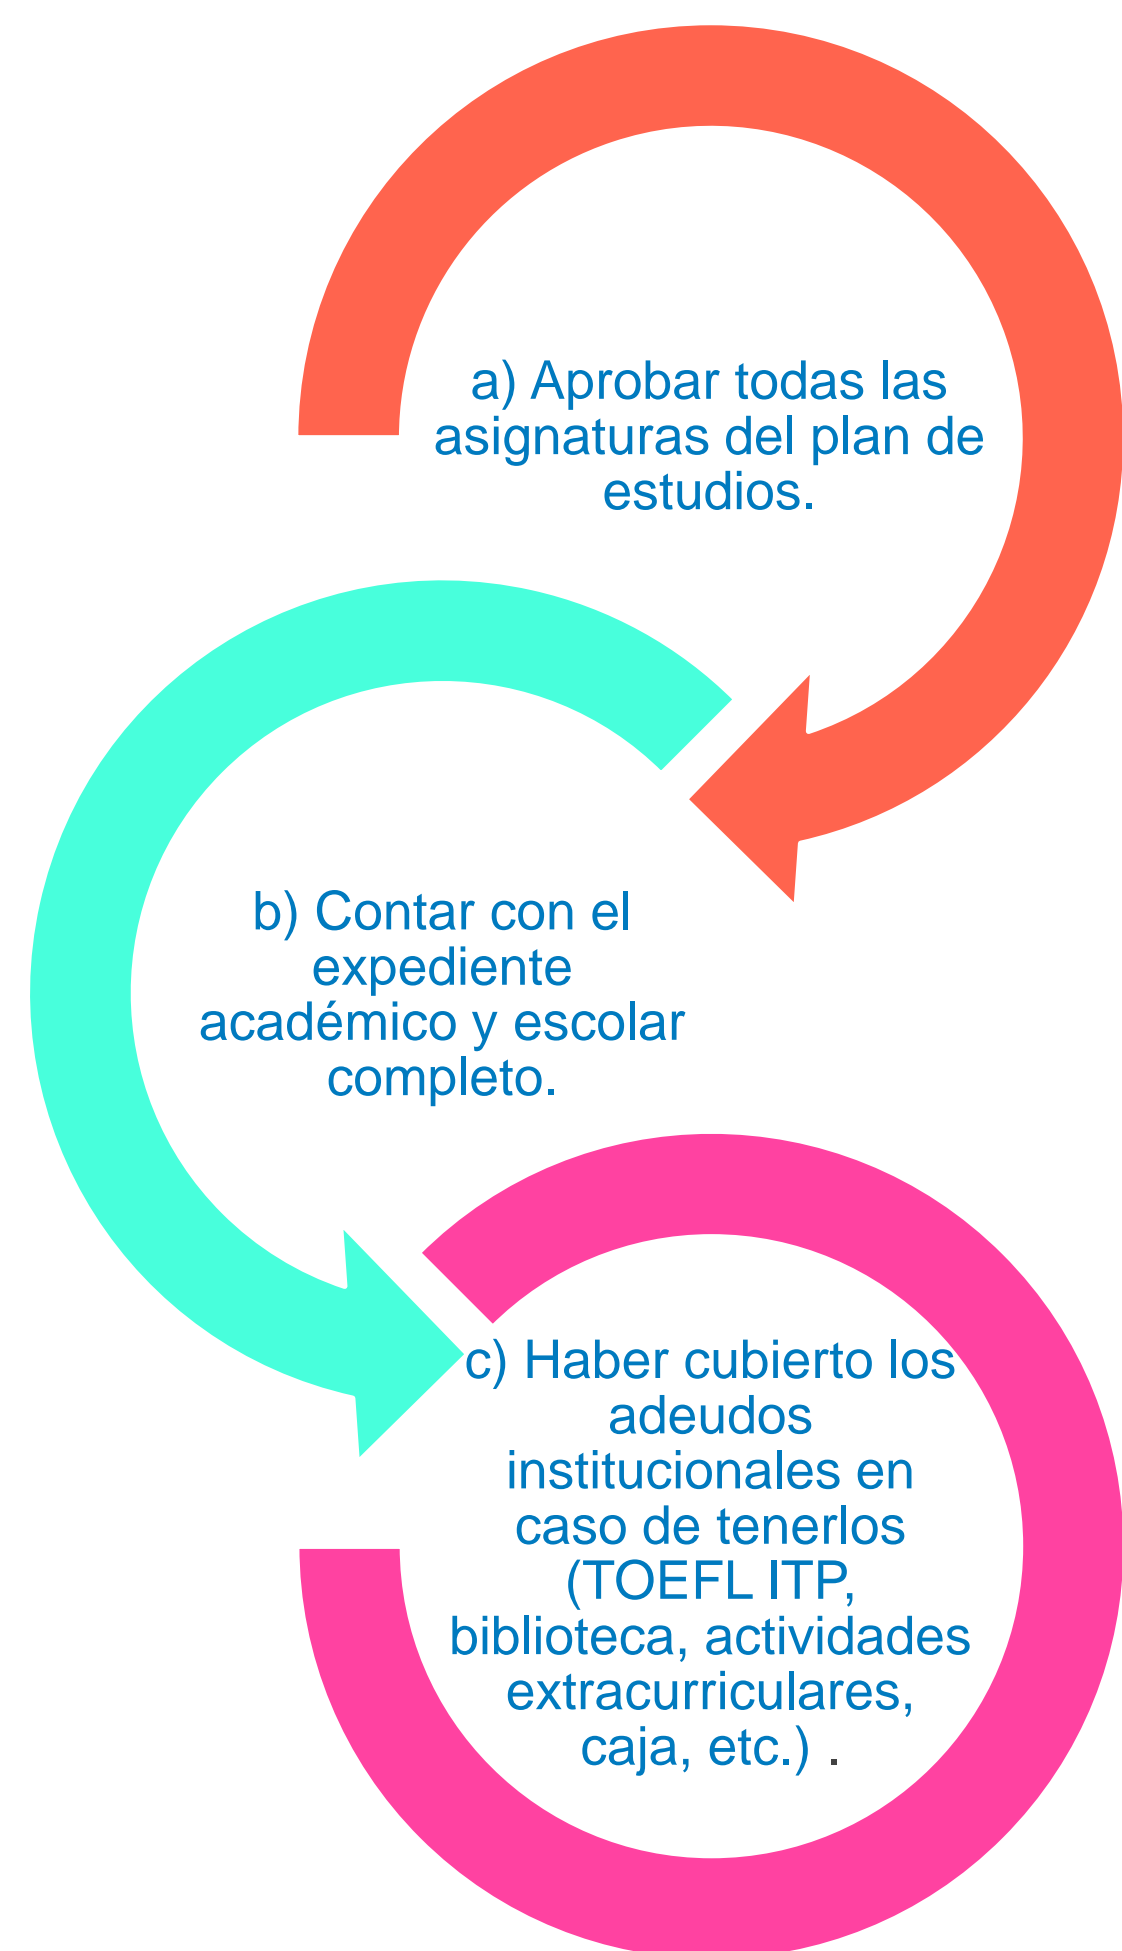 a) Aprobar todas las
asignaturas del plan de
estudios.
b) Contar con el
expediente
académico y escolar
completo.
c) Haber cubierto los
adeudos
institucionales en
caso de tenerlos
(TOEFL ITP,
biblioteca, actividades
extracurriculares,
caja, etc.) .